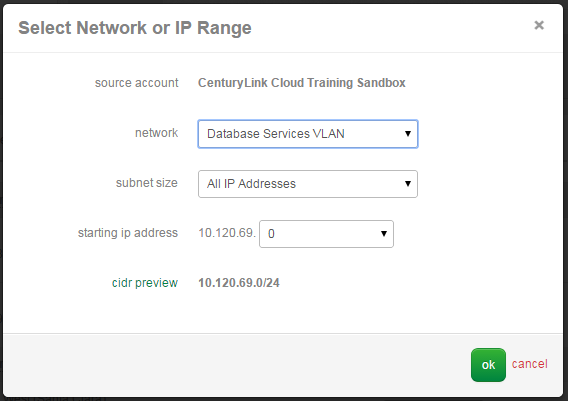 Select Network or IP Range ×
source account CenturyLink Cloud Training Sandbox
network Database Services VLAN
subnet size All IP Addresses
starting ip address 10.120.69. 0
cidr preview 10.120.69.0/24
ok cancel